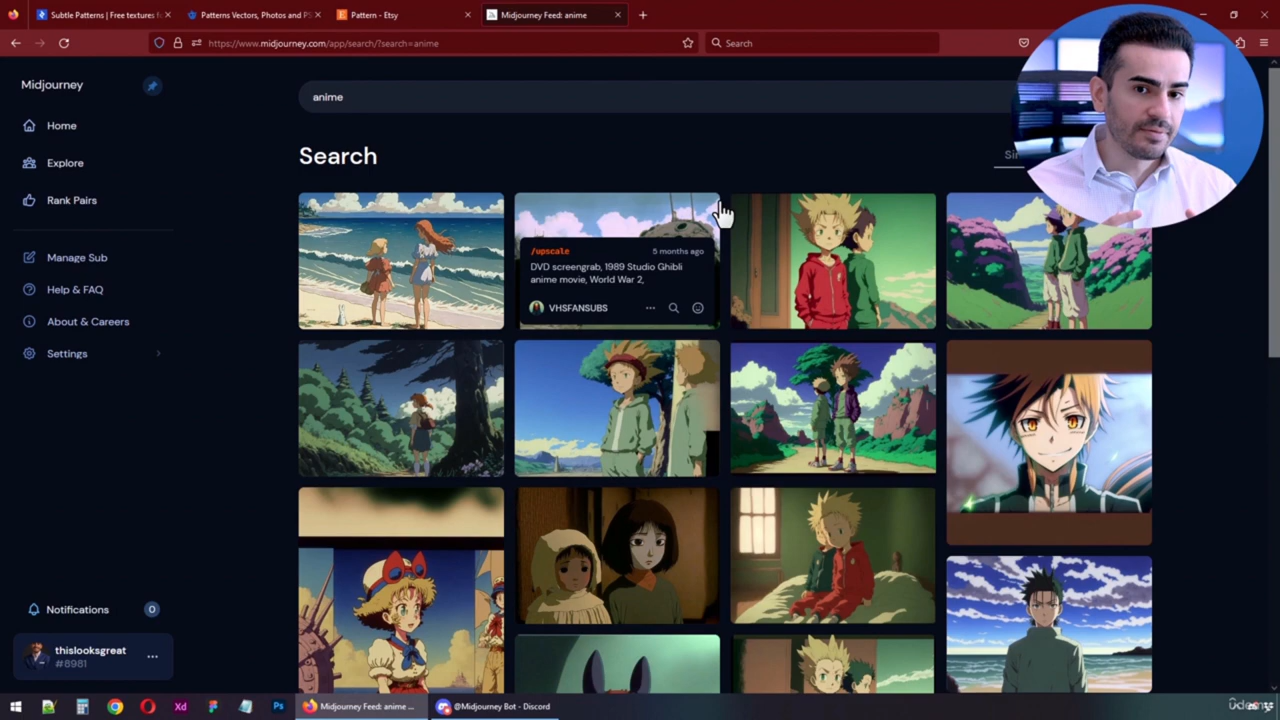 Subtle Patterns | Free textures f
Patterns Vectors, Photos and PS
Pattern - Etsy
Midjourney Feed: anime
https://www.midjourney.com/app/search/?search=anime
Search
Midjourney
anime
Home
Search
Explore
Rank Pairs
Manage Sub
/upscale
5 months ago
DVD screengrab, 1989 Studio Ghibli
anime movie, World War 2,
Help & FAQ
VHSFANSUBS
About & Careers
Settings
Notifications
0
thislooksgreat
#8981
Xd
Ps
Midjourney Feed: anime ...
@Midjourney Bot - Discord